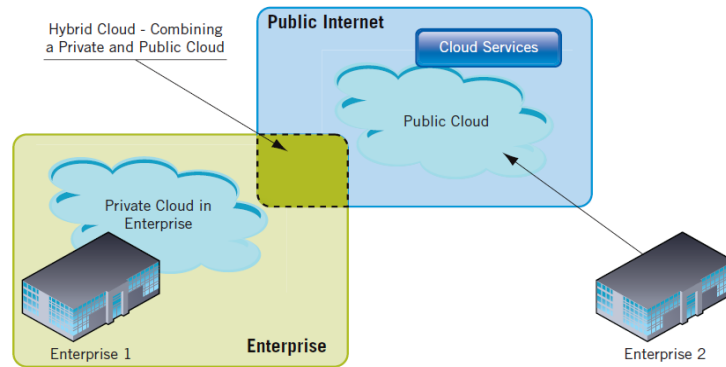 Hybrid Cloud - Combining
a Private and Public Cloud
Public Internet
Cloud Services
Public Cloud
Private Cloud in
Enterprise
Enterprise 1
Enterprise
Enterprise 2